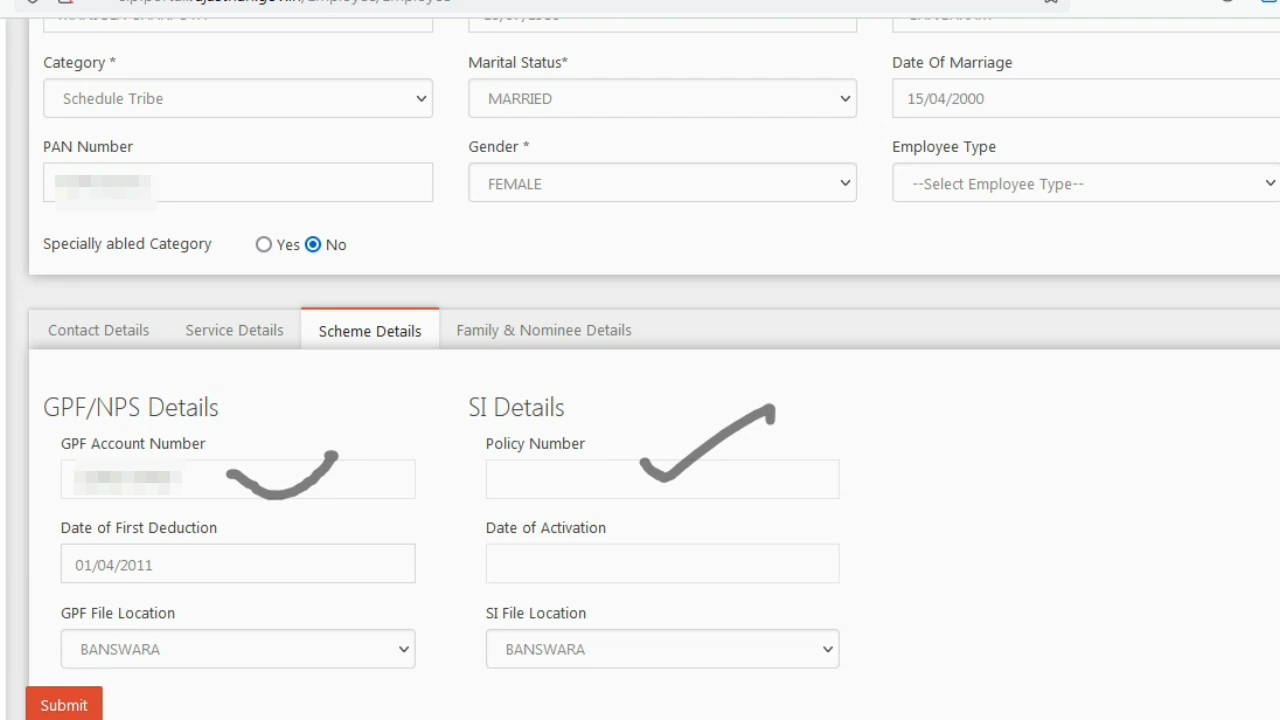 Category * Marital Status* Date Of Marriage
Schedule Tribe MARRIED 15/04/2000
PAN Number Gender * Employee Type
FEMALE --Select Employee Type--
Specially abled Category Yes No
Contact Details Service Details Scheme Details Family & Nominee Details
GPF/NPS Details SI Details
GPF Account Number Policy Number
Date of First Deduction Date of Activation
01/04/2011
GPF File Location SI File Location
BANSWARA BANSWARA
Submit